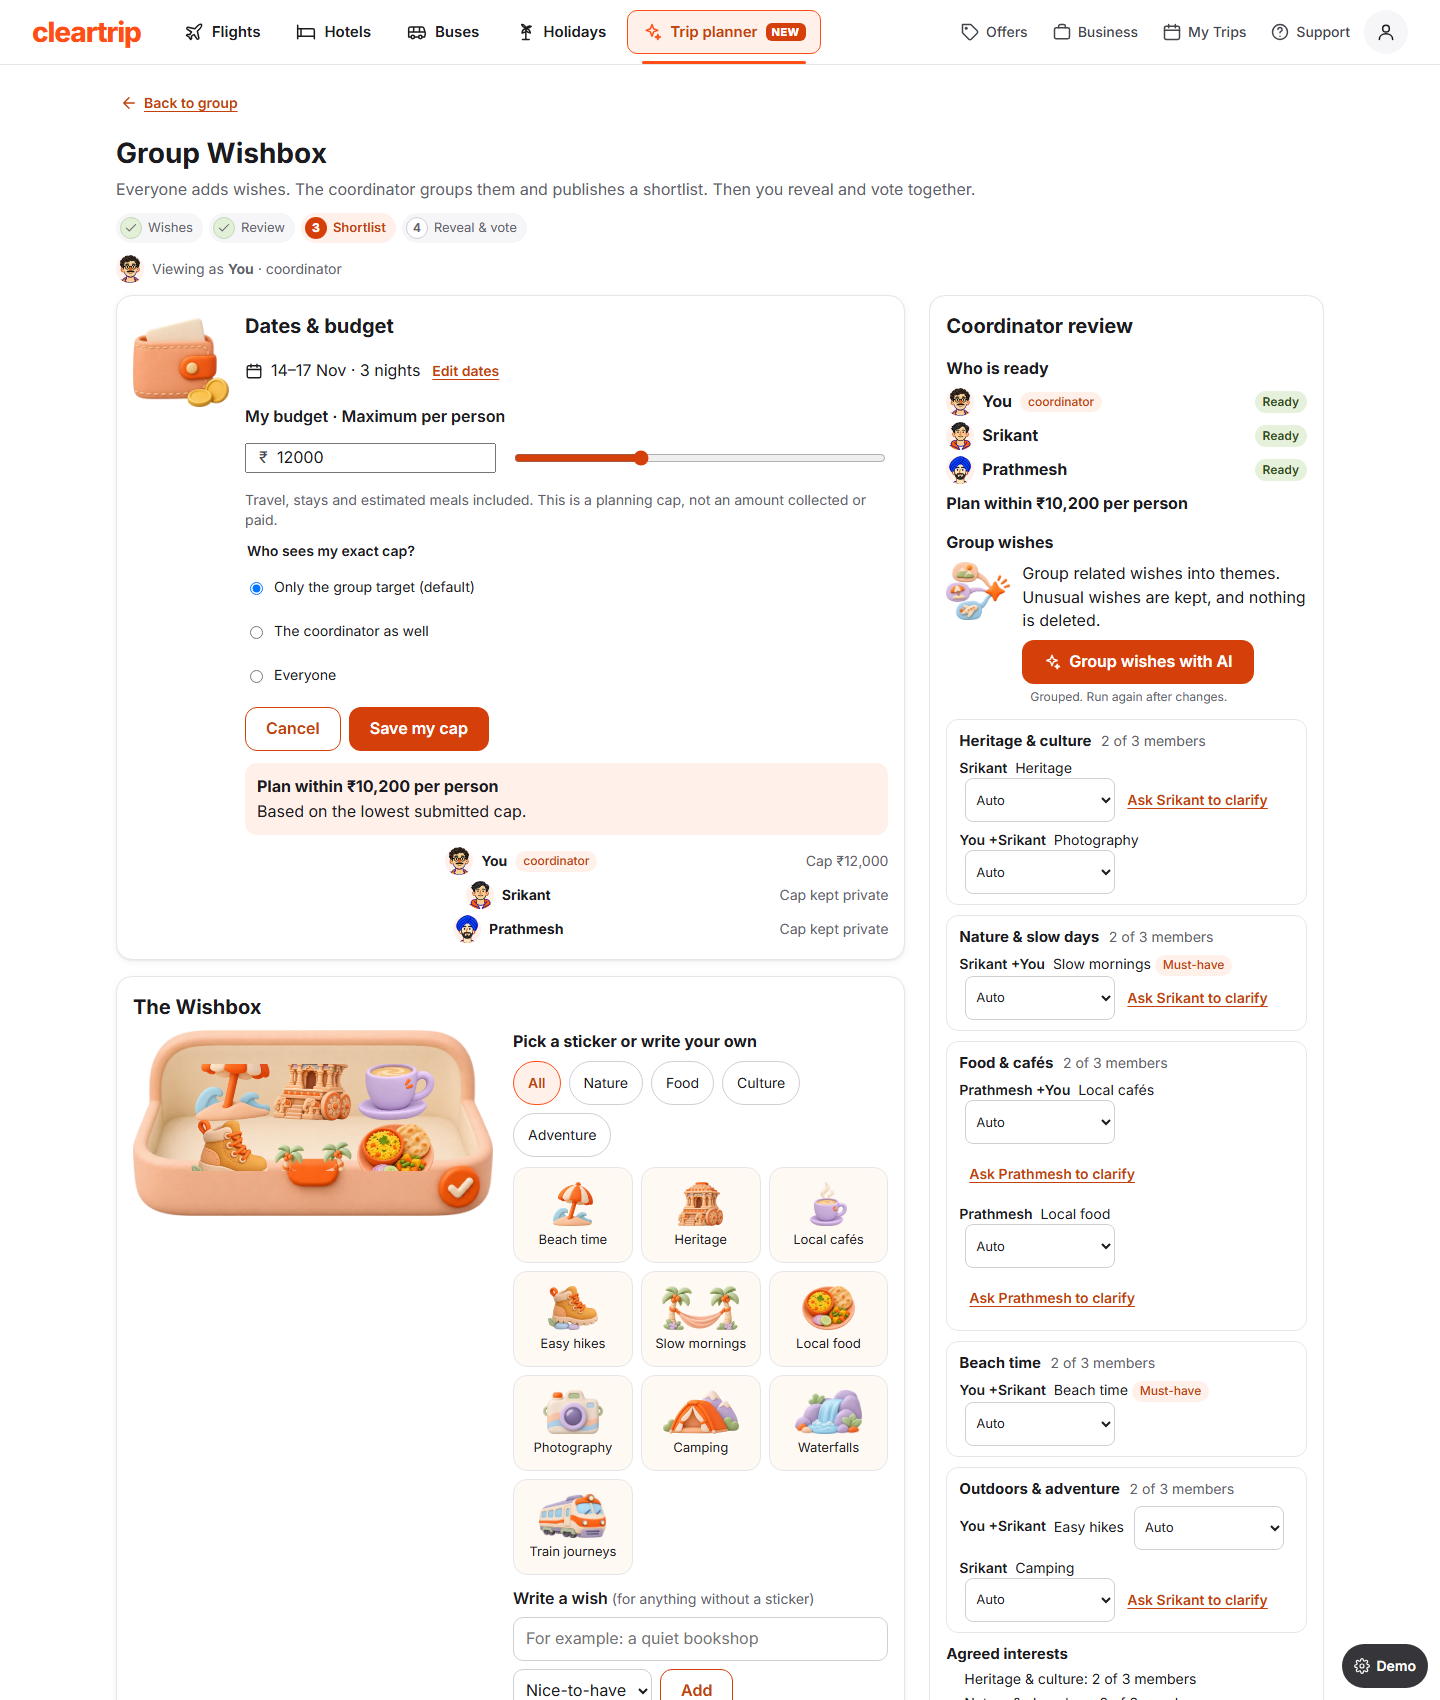 cleartrip
Flights
Hotels
Buses
Holidays
Trip planner NEW
Offers
Business
My Trips
Support
Back to group
Group Wishbox
Everyone adds wishes. The coordinator groups them and publishes a shortlist. Then you reveal and vote together.
Wishes
Review
3 Shortlist
4 Reveal & vote
Viewing as You · coordinator
Dates & budget
14–17 Nov · 3 nights Edit dates
My budget · Maximum per person
₹ 12000
Travel, stays and estimated meals included. This is a planning cap, not an amount collected or
paid.
Who sees my exact cap?
Only the group target (default)
The coordinator as well
Everyone
Cancel
Save my cap
Plan within ₹10,200 per person
Based on the lowest submitted cap.
You coordinator Cap ₹12,000
Srikant Cap kept private
Prathmesh Cap kept private
The Wishbox
Pick a sticker or write your own
All
Nature
Food
Culture
Adventure
Beach time
Heritage
Local cafés
Easy hikes
Slow mornings
Local food
Photography
Camping
Waterfalls
Train journeys
Write a wish (for anything without a sticker)
For example: a quiet bookshop
Nice-to-have
Add
Coordinator review
Who is ready
You coordinator Ready
Srikant Ready
Prathmesh Ready
Plan within ₹10,200 per person
Group wishes
Group related wishes into themes.
Unusual wishes are kept, and nothing
is deleted.
Group wishes with AI
Grouped. Run again after changes.
Heritage & culture 2 of 3 members
Srikant Heritage
Auto Ask Srikant to clarify
You +Srikant Photography
Auto
Nature & slow days 2 of 3 members
Srikant +You Slow mornings Must-have
Auto Ask Srikant to clarify
Food & cafés 2 of 3 members
Prathmesh +You Local cafés
Auto
Ask Prathmesh to clarify
Prathmesh Local food
Auto
Ask Prathmesh to clarify
Beach time 2 of 3 members
You +Srikant Beach time Must-have
Auto
Outdoors & adventure 2 of 3 members
You +Srikant Easy hikes Auto
Srikant Camping
Auto Ask Srikant to clarify
Agreed interests
Heritage & culture: 2 of 3 members
Demo